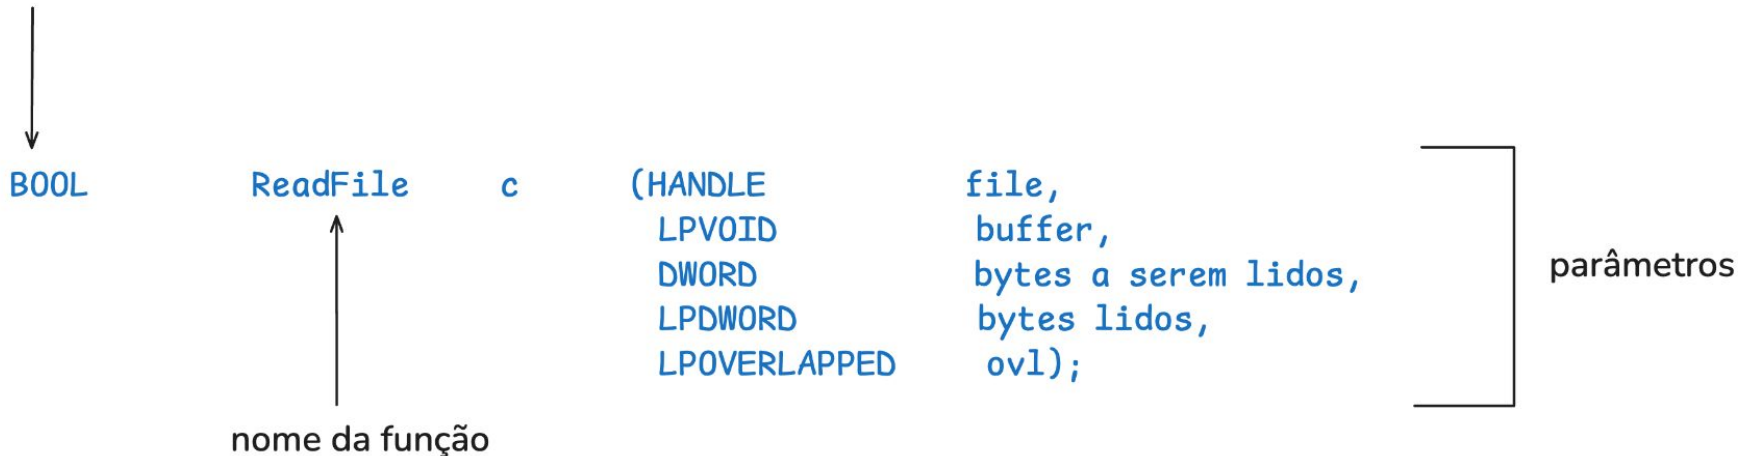 BOOL ReadFile c (HANDLE file,
LPVOID buffer,
DWORD bytes a serem lidos,
LPDWORD bytes lidos,
LPOVERLAPPED ovl);
parâmetros
nome da função